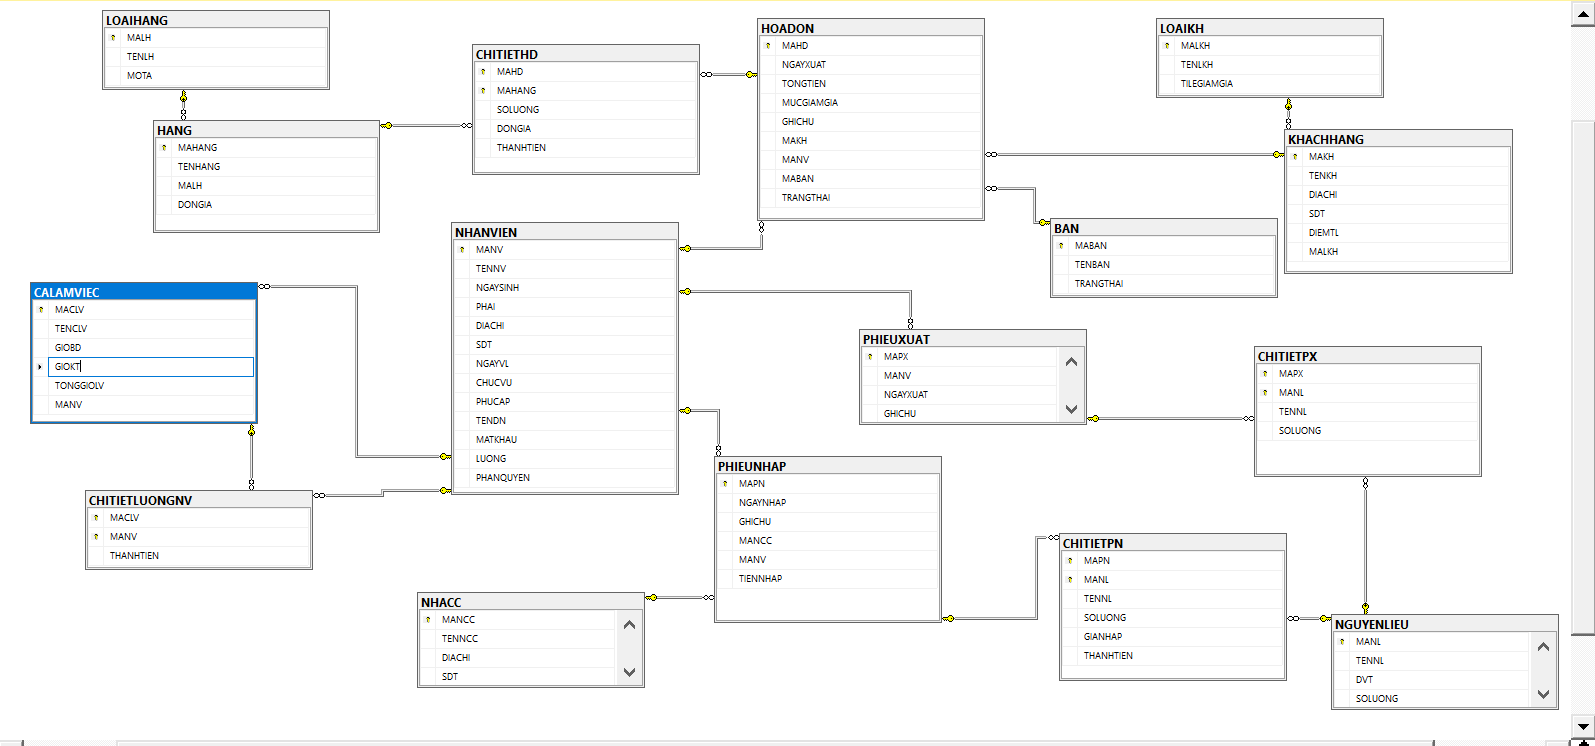 LOAIHANG
MALH
TENLH
MOTA
HANG
MAHANG
TENHANG
MALH
DONGIA
CHITIETHD
MAHD
MAHANG
SOLUONG
DONGIA
THANHTIEN
HOADON
MAHD
NGAYXUAT
TONGTIEN
MUCGIAMGIA
GHICHU
MAKH
MANV
MABAN
TRANGTHAI
LOAIKH
MALKH
TENLKH
TILEGIAMGIA
KHACHHANG
MAKH
TENKH
DIACHI
SDT
DIEMTL
MALKH
BAN
MABAN
TENBAN
TRANGTHAI
NHANVIEN
MANV
TENNV
NGAYSINH
PHAI
DIACHI
SDT
NGAYVL
CHUCVU
PHUCAP
TENDN
MATKHAU
LUONG
PHANQUYEN
CALAMVIEC
MACLV
TENCLV
GIOBD
GIOKT
TONGGIOLV
MANV
CHITIETLUONGNV
MACLV
MANV
THANHTIEN
PHIEUXUAT
MAPX
MANV
NGAYXUAT
GHICHU
CHITIETPX
MAPX
MANL
TENNL
SOLUONG
PHIEUNHAP
MAPN
NGAYNHAP
GHICHU
MANCC
MANV
TIENNHAP
NHACC
MANCC
TENNCC
DIACHI
SDT
CHITIETPN
MAPN
MANL
TENNL
SOLUONG
GIANHAP
THANHTIEN
NGUYENLIEU
MANL
TENNL
DVT
SOLUONG